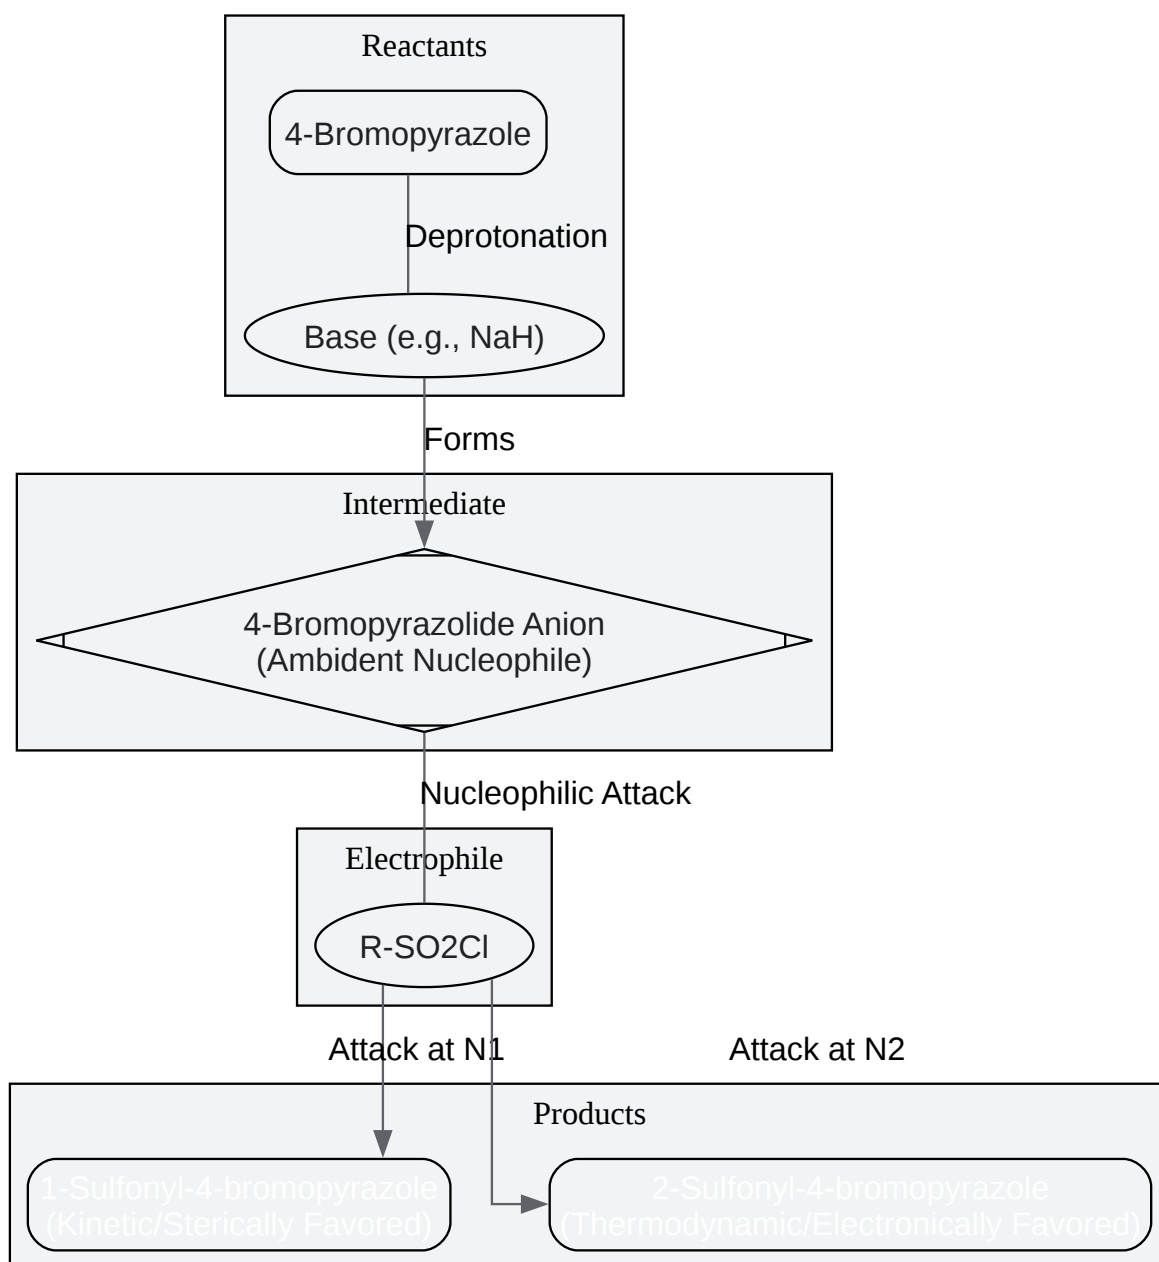 Reactants
4-Bromopyrazole
Deprotonation
Base (e.g., NaH)
Forms
Intermediate
4-Bromopyrazolide Anion
(Ambident Nucleophile)
Nucleophilic Attack
Electrophile
R-SO2Cl
Attack at N1
Attack at N2
Products
1-Sulfonyl-4-bromopyrazole
(Kinetic/Sterically Favored)
2-Sulfonyl-4-bromopyrazole
(Thermodynamic/Electronically Favored)